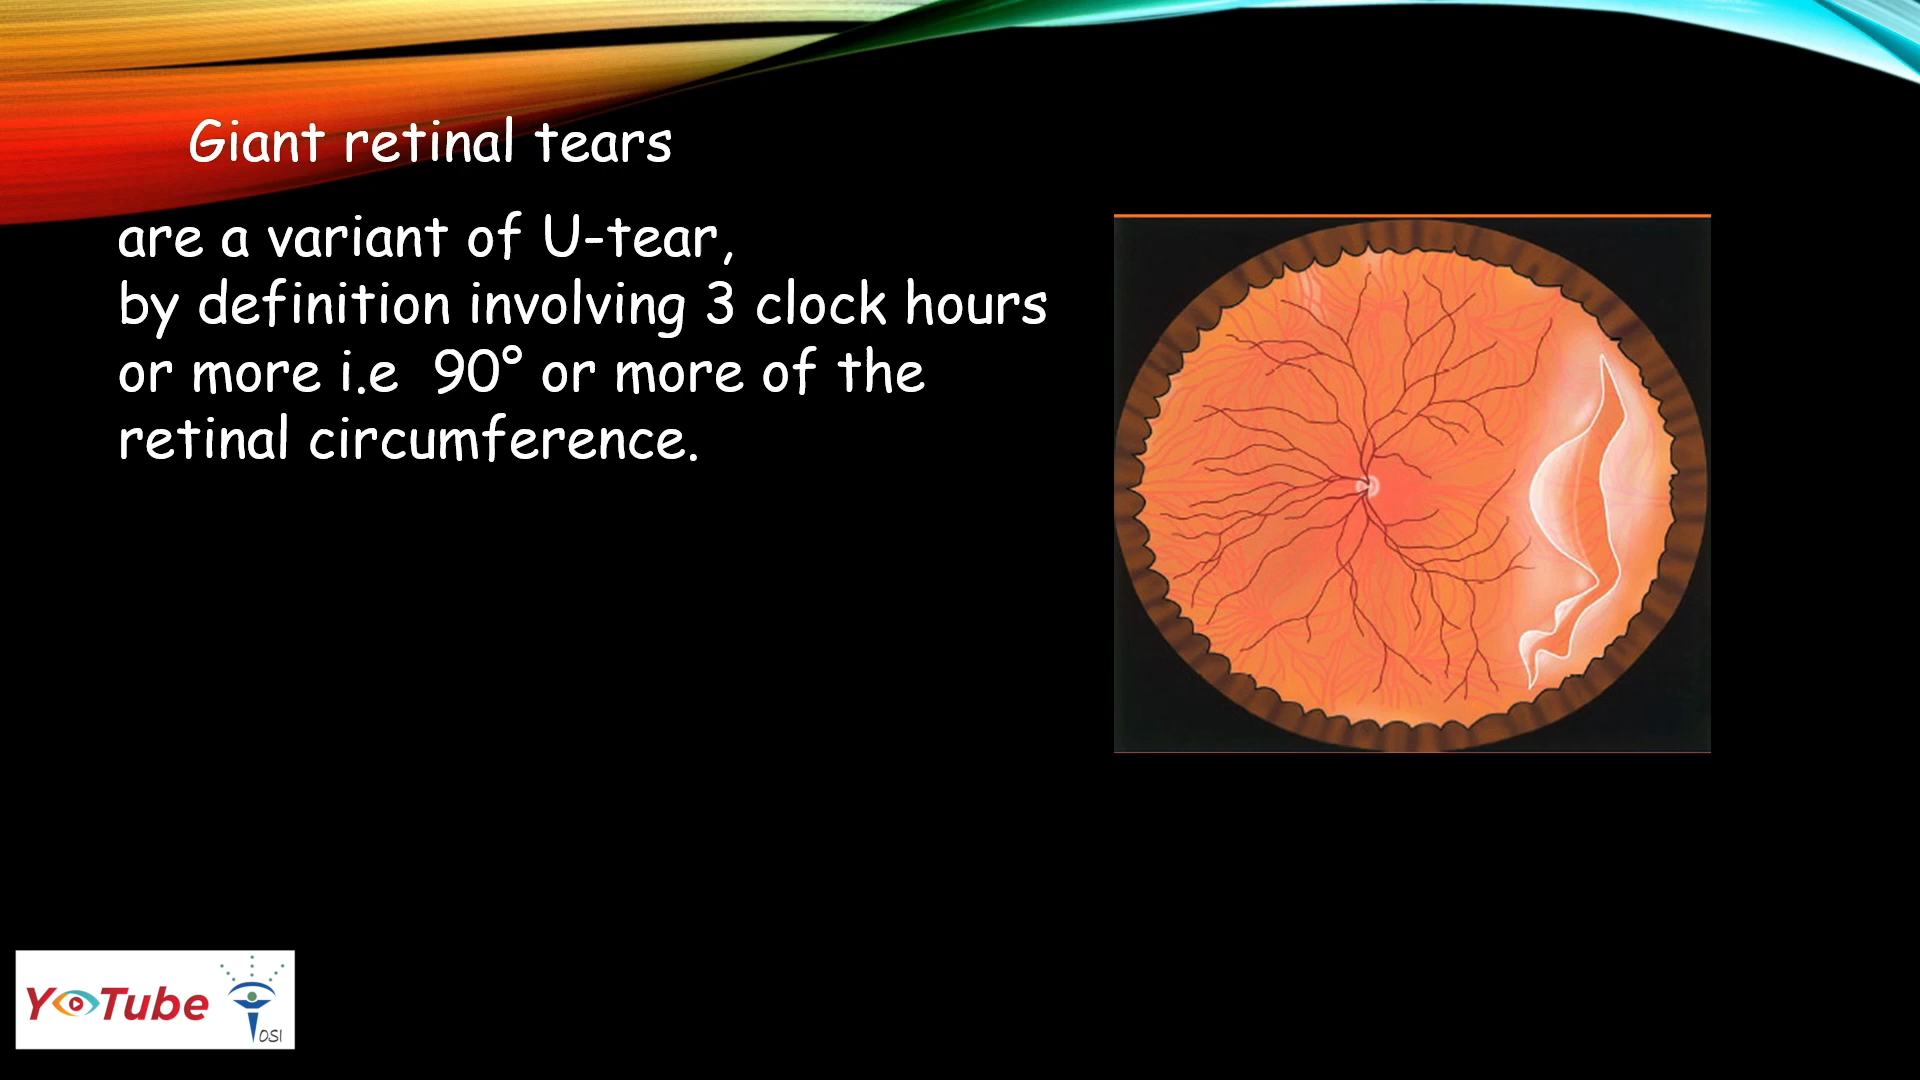 Giant retinal tears
are a variant of U-tear,
by definition involving 3 clock hours
or more i.e  90° or more of the
retinal circumference.
YoTube
OSI